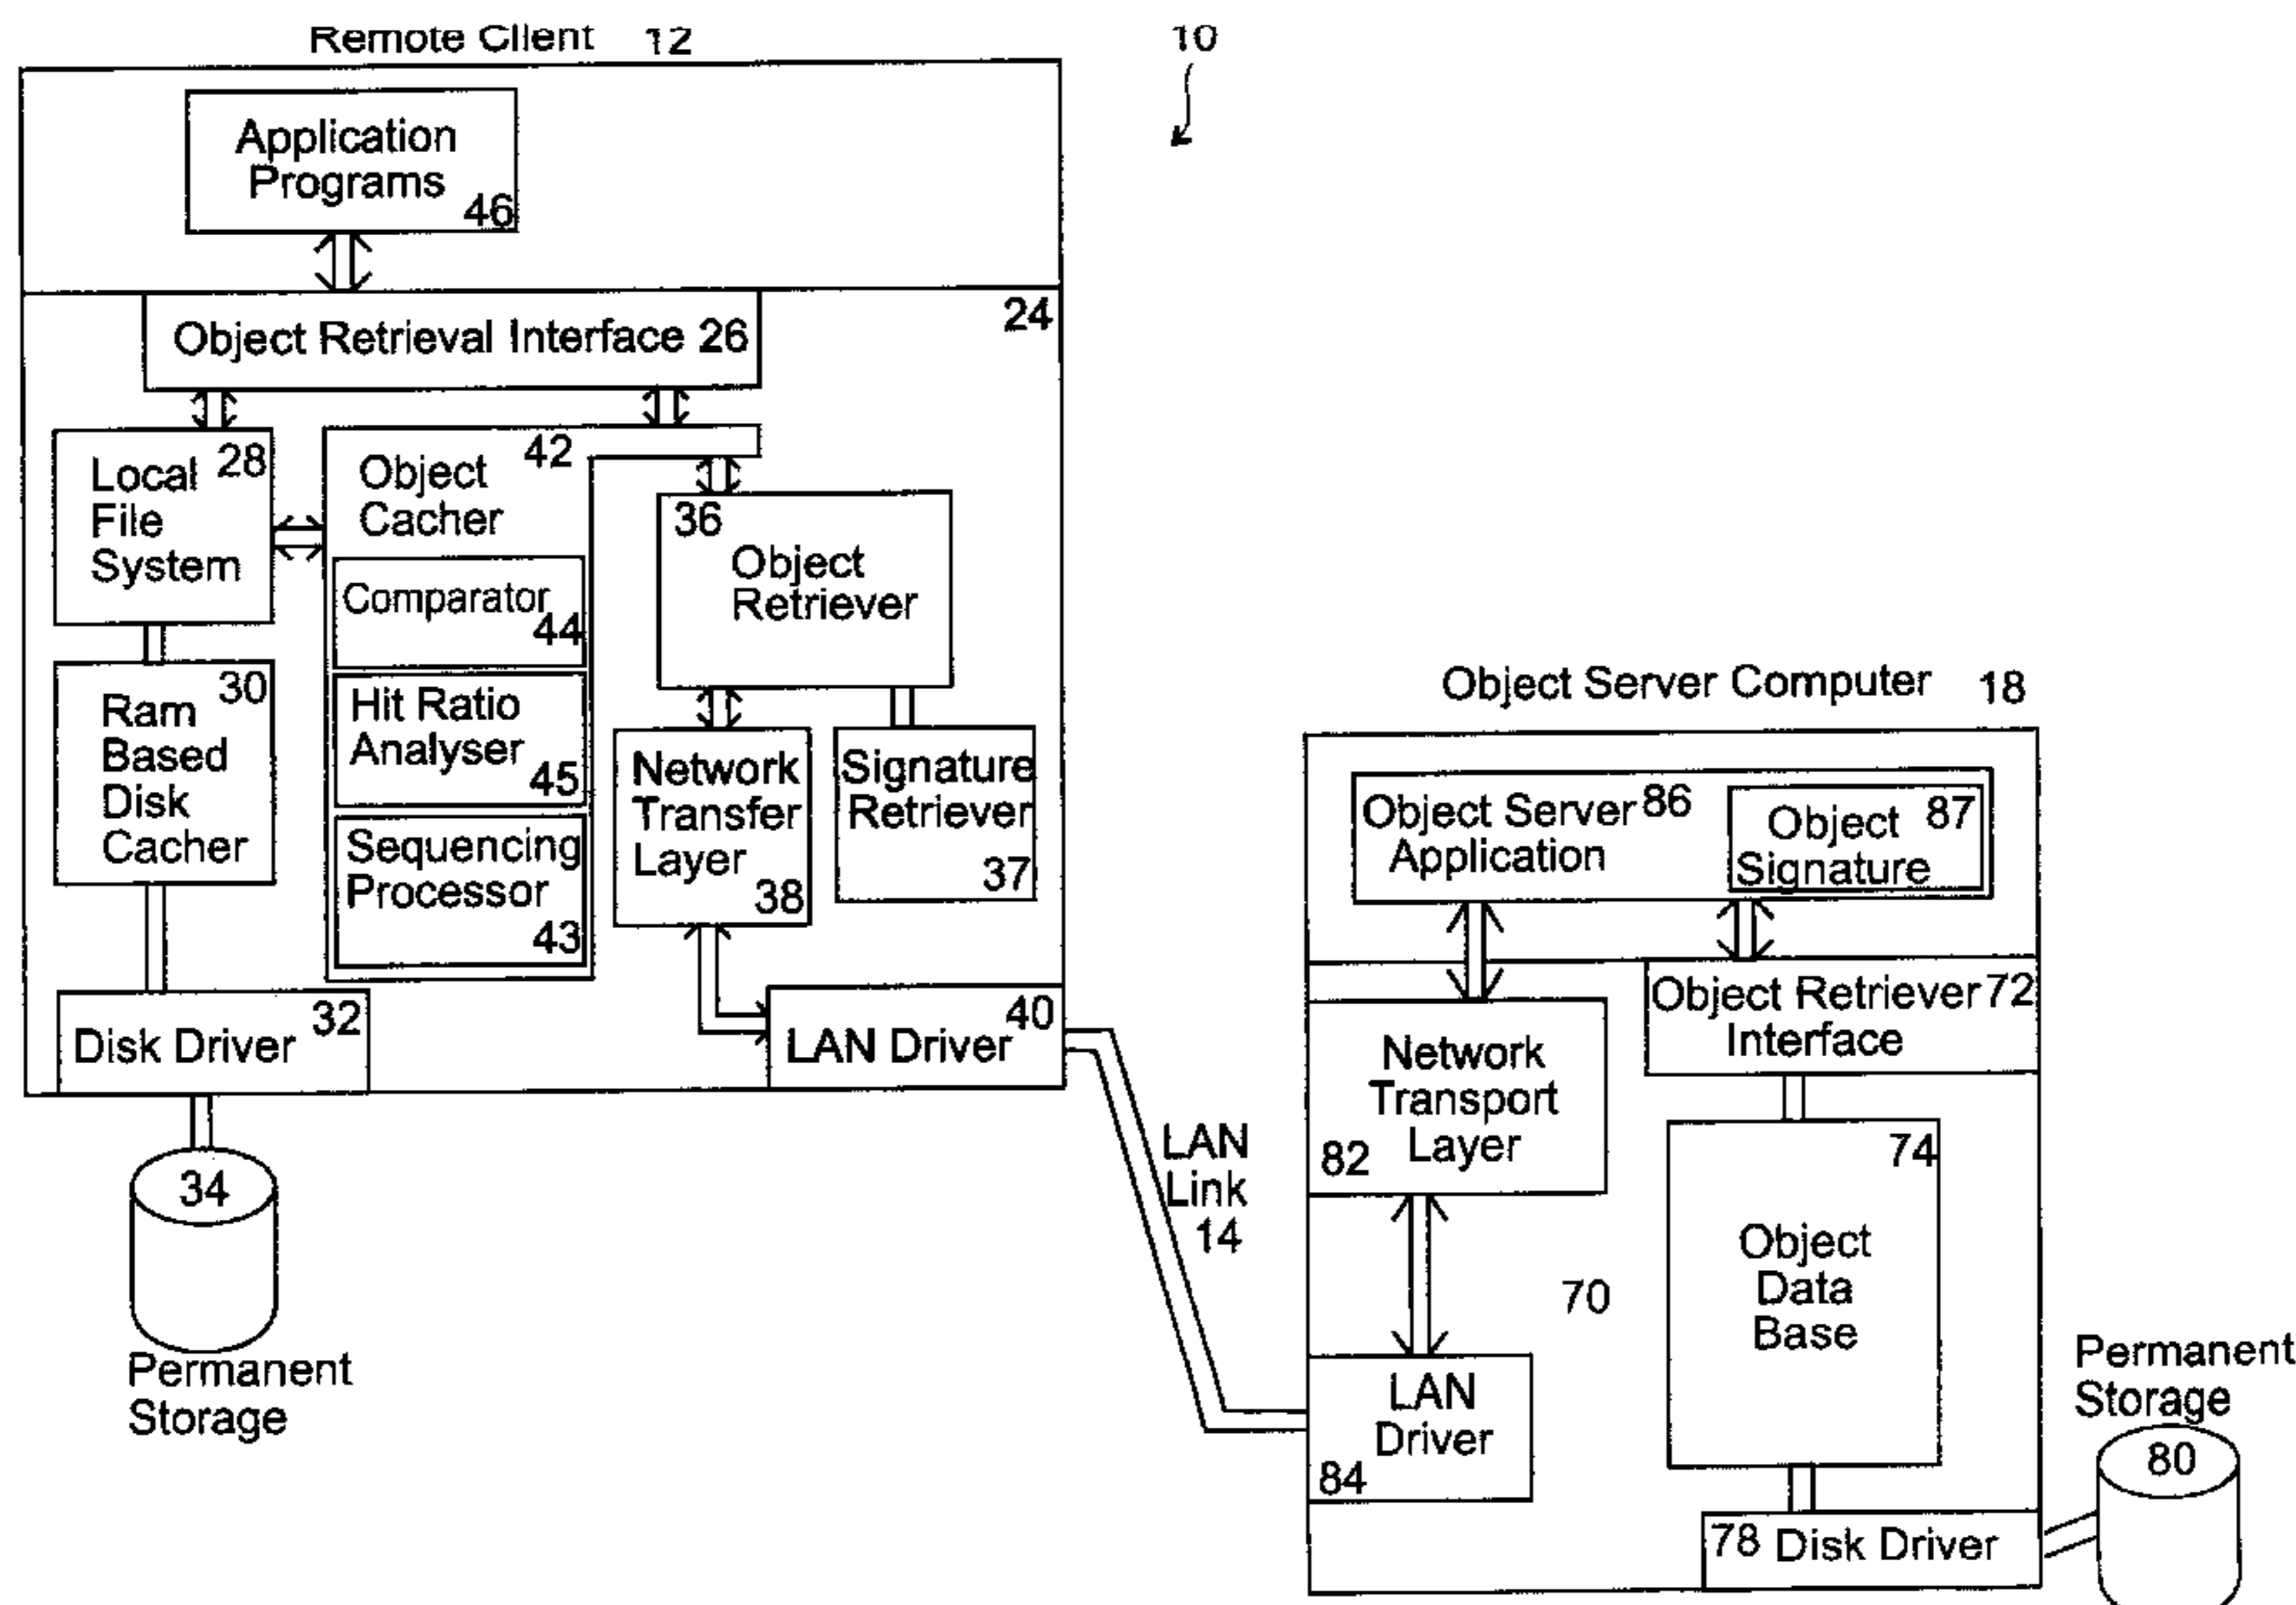 Remote Client 12
10
Application
Programs
46
24
Object Retrieval Interface 26
28
Local
File
System
42
Object
Cacher
Comparator
44
Hit Ratio
Analyser
45
Sequencing
Processor
43
36
Object
Retriever
30
Ram
Based
Disk
Cacher
Network
Transfer
Layer
38
Signature
Retriever
37
32
Disk Driver
40
LAN Driver
34
Permanent
Storage
LAN
Link
14
Object Server Computer 18
Object Server 86
Application
Object 87
Signature
Object Retriever 72
Interface
Network
Transport
82 Layer
70
74
Object
Data
Base
LAN
Driver
84
78 Disk Driver
Permanent
Storage
80